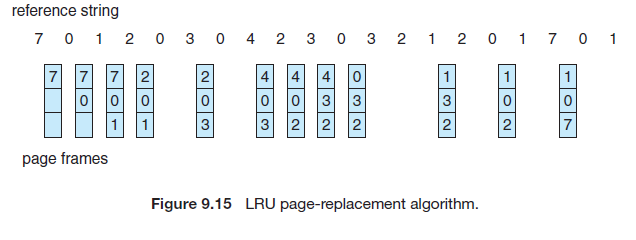 reference string
7 0 1 2 0 3 0 4 2 3 0 3 2 1 2 0 1 7 0 1
7 7 7 2 2 4 4 4 0 1 1 1
0 0 0 0 0 0 3 3 3 0 0
1 1 3 3 2 2 2 2 2 7
page frames
Figure 9.15 LRU page-replacement algorithm.